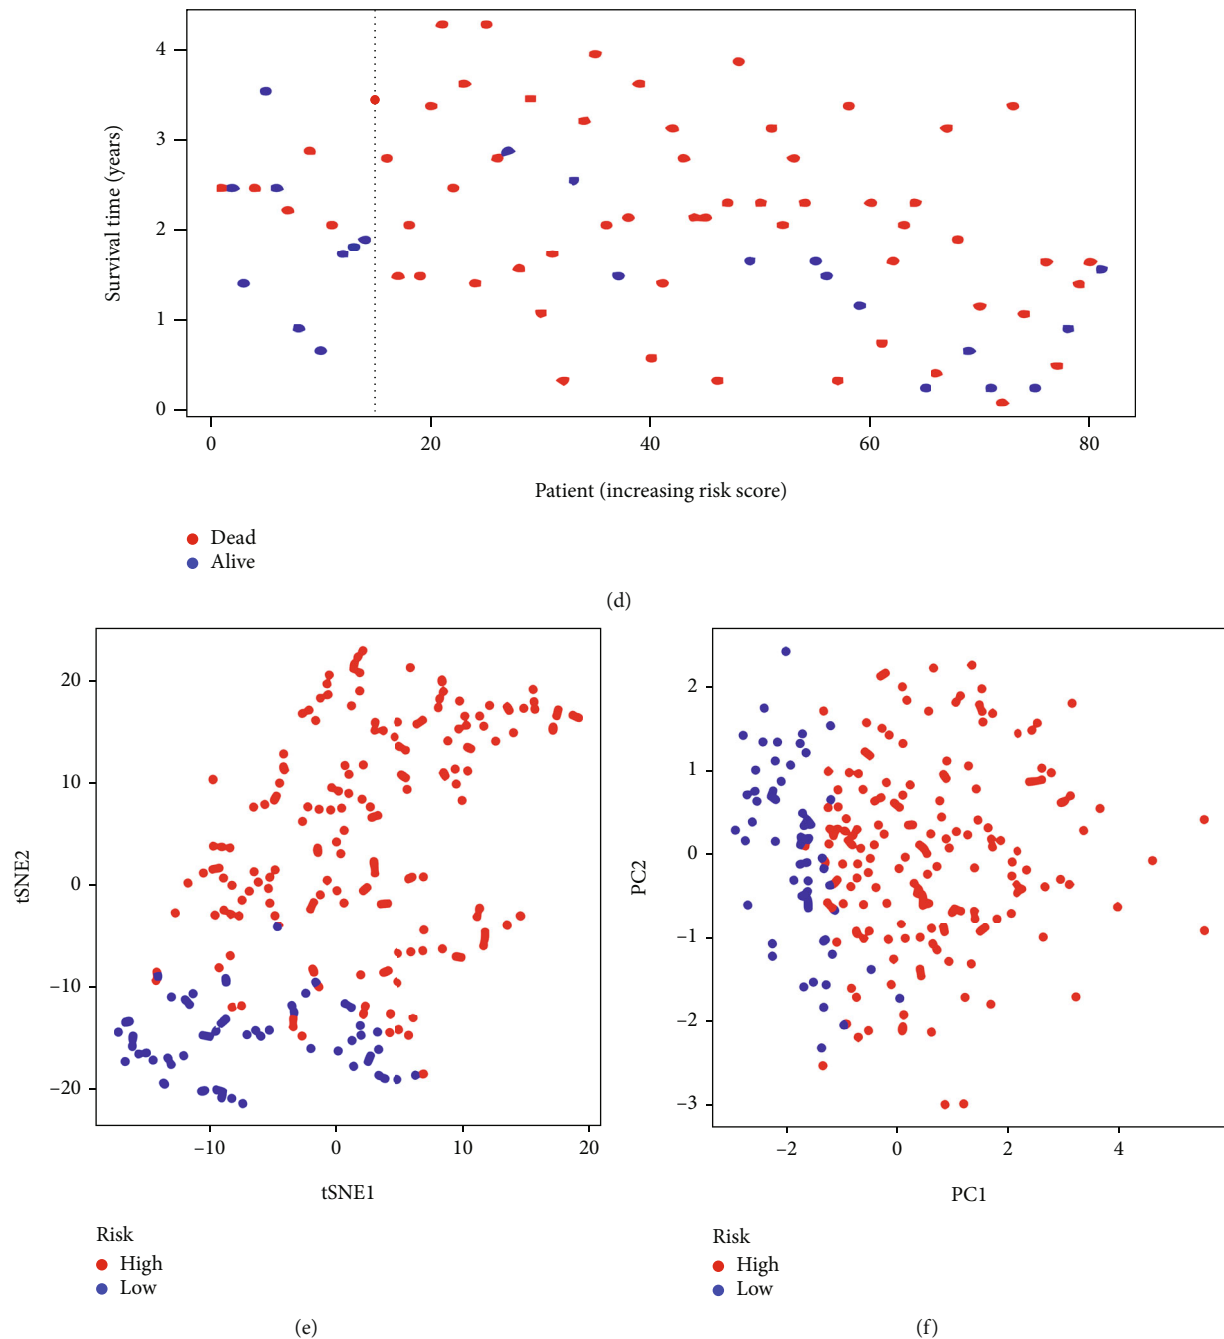 4
3
2
1
0
Survival time (years)
0 20 40 60 80
Patient (increasing risk score)
Dead
Alive
(d)
20
10
0
−10
−20
tSNE2
−10 0 10 20
tSNE1
Risk
High
Low
(e)
2
1
0
−1
−2
−3
PC2
−2 0 2 4
PC1
Risk
High
Low
(f)